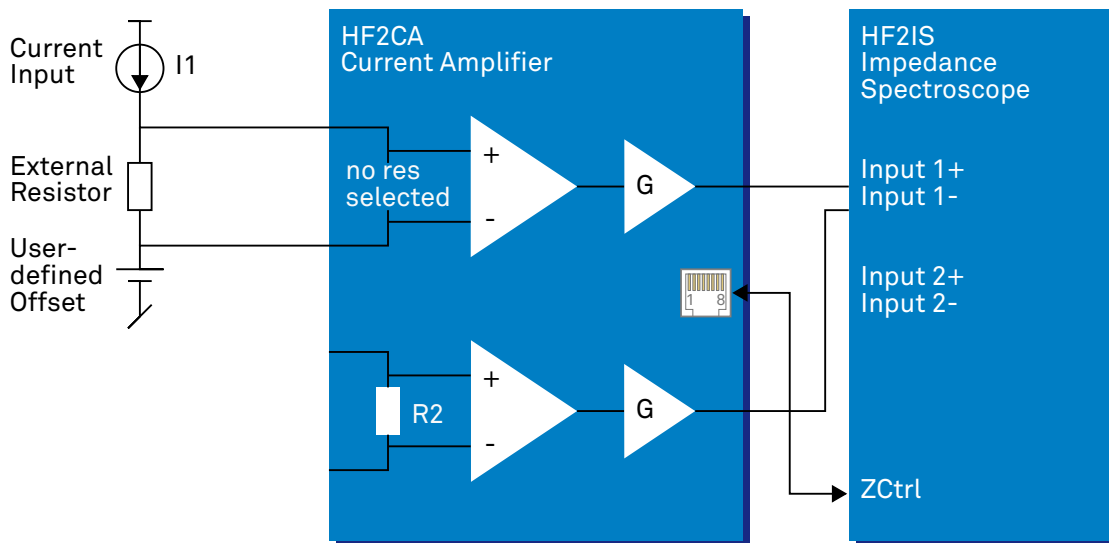 Current
Input
I1
External
Resistor
User-
defined
Offset
HF2CA
Current Amplifier
no res
selected
+
-
G
1 8
+
-
R2
G
HF2IS
Impedance
Spectroscope
Input 1+
Input 1-
Input 2+
Input 2-
ZCtrl